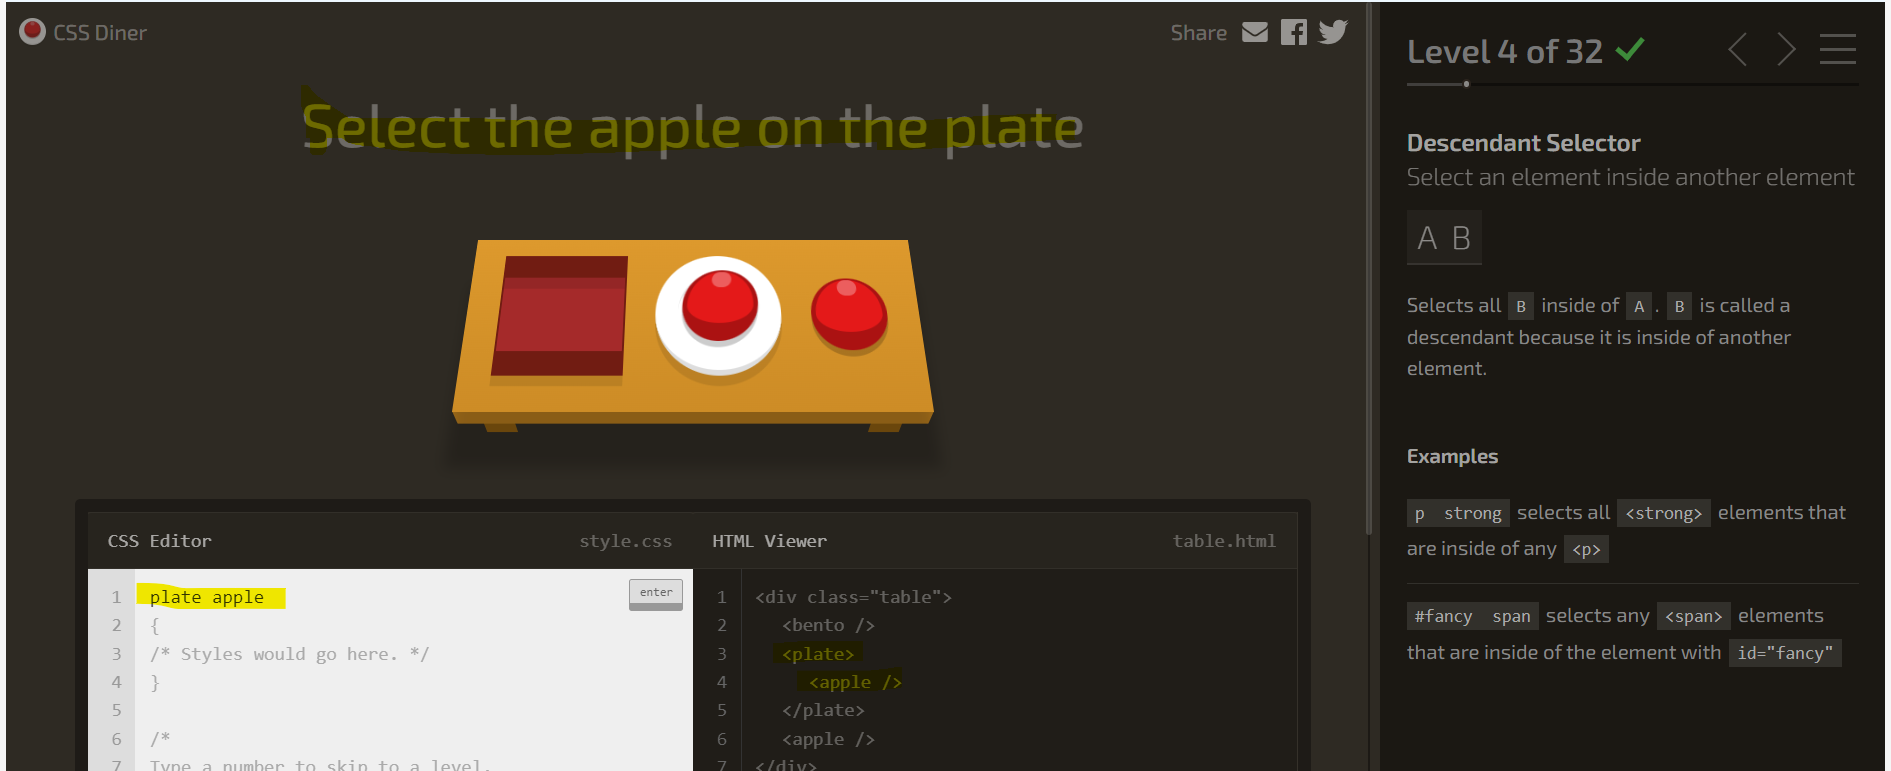 CSS Diner
Share
Select the apple on the plate
CSS Editor
style.css
1 plate apple
enter
2 {
3 /* Styles would go here. */
4 }
5
6 /*
7 Type a number to skip to a level.
HTML Viewer
table.html
1 <div class="table">
2 <bento />
3 <plate>
4 <apple />
5 </plate>
6 <apple />
7 </div>
Level 4 of 32
Descendant Selector
Select an element inside another element
A B
Selects all B inside of A . B is called a
descendant because it is inside of another
element.
Examples
p  strong selects all <strong> elements that
are inside of any <p>
#fancy  span selects any <span> elements
that are inside of the element with id="fancy"